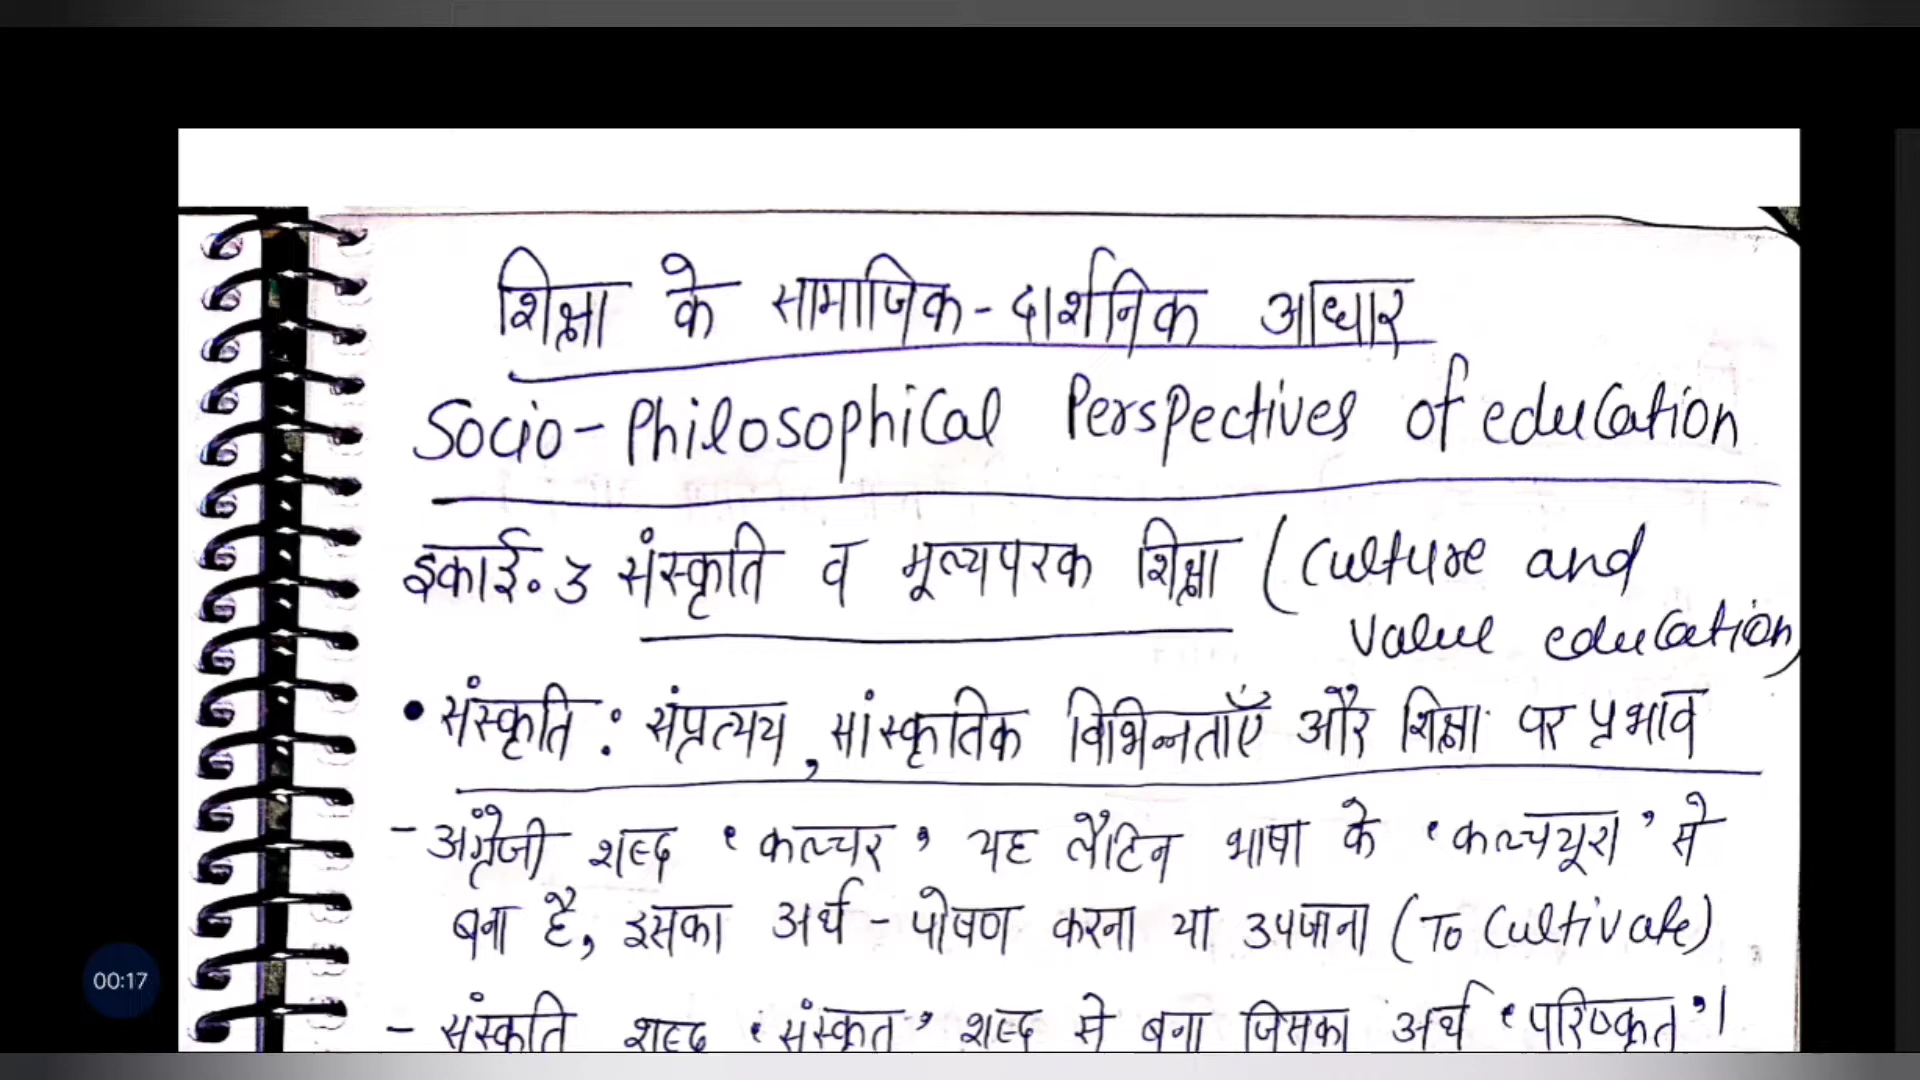 शिक्षा के सामाजिक-दार्शनिक आधार
Socio-Philosophical Perspectives of education
इकाई.3 संस्कृति व मूल्यपरक शिक्षा (Culture and
Value education)
• संस्कृति: संप्रत्यय, सांस्कृतिक विभिन्नताएँ और शिक्षा पर प्रभाव
- अंग्रेजी शब्द 'कल्चर' यह लैटिन भाषा के 'कल्चयूरा' से
बना है, इसका अर्थ - पोषण करना या उपजाना (To Cultivate)
- संस्कृति शब्द 'संस्कृत' शब्द से बना जिसका अर्थ 'परिष्कृत'।
00:17